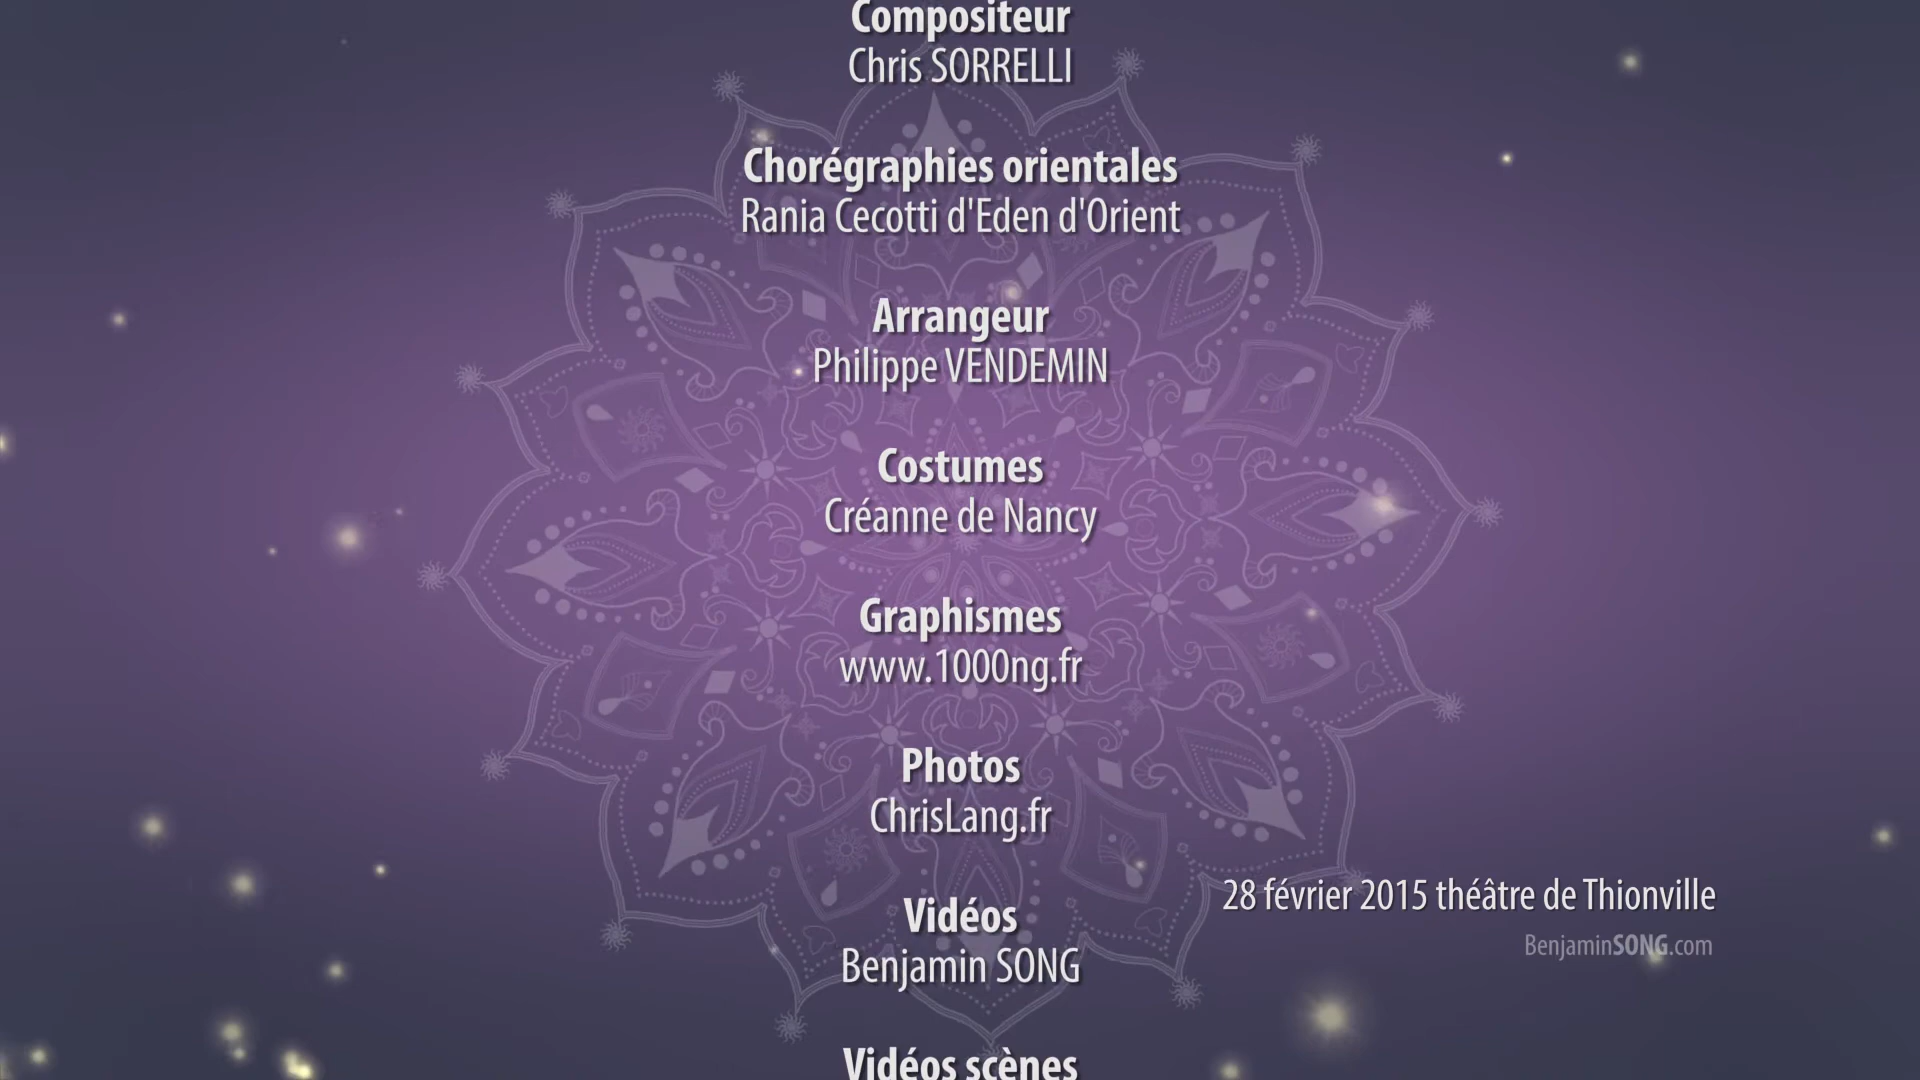 Compositeur
Chris SORRELLI
Chorégraphies orientales
Rania Cecotti d'Eden d'Orient
Arrangeur
Philippe VENDEMIN
Costumes
Créanne de Nancy
Graphismes
www.1000ng.fr
Photos
ChrisLang.fr
Vidéos
Benjamin SONG
Vidéos scènes
28 février 2015 théâtre de Thionville
BenjaminSONG.com